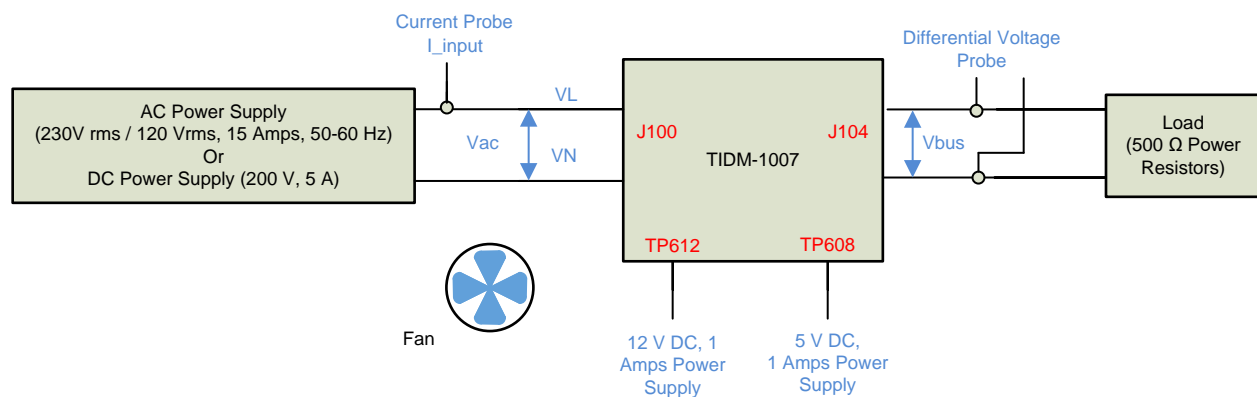 Current Probe
I_input
Differential Voltage
Probe
AC Power Supply
(230V rms / 120 Vrms, 15 Amps, 50-60 Hz)
Or
DC Power Supply (200 V, 5 A)
VL
Vac
VN
J100
J104
TIDM-1007
TP612
TP608
Vbus
Load
(500 Ω Power
Resistors)
Fan
12 V DC, 1
Amps Power
Supply
5 V DC,
1 Amps Power
Supply